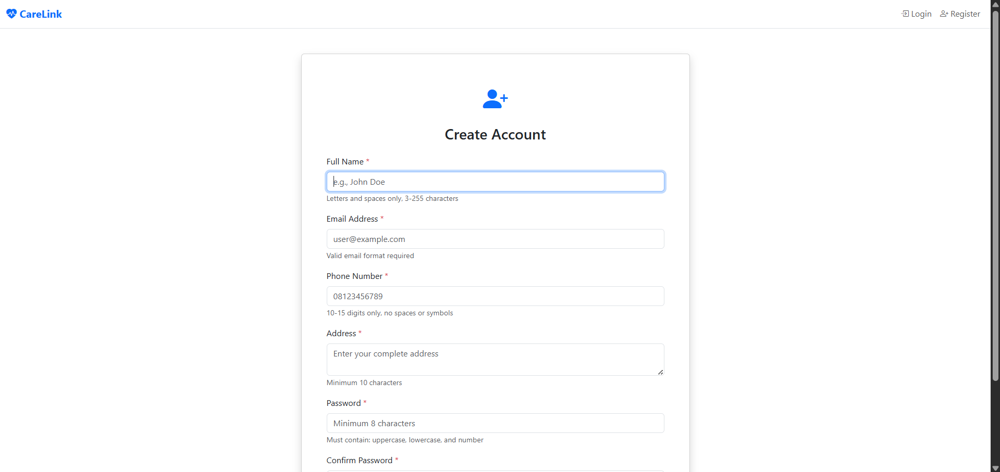 CareLink
Login Register
Create Account
Full Name *
e.g., John Doe
Letters and spaces only, 3-255 characters
Email Address *
user@example.com
Valid email format required
Phone Number *
08123456789
10-15 digits only, no spaces or symbols
Address *
Enter your complete address
Minimum 10 characters
Password *
Minimum 8 characters
Must contain: uppercase, lowercase, and number
Confirm Password *